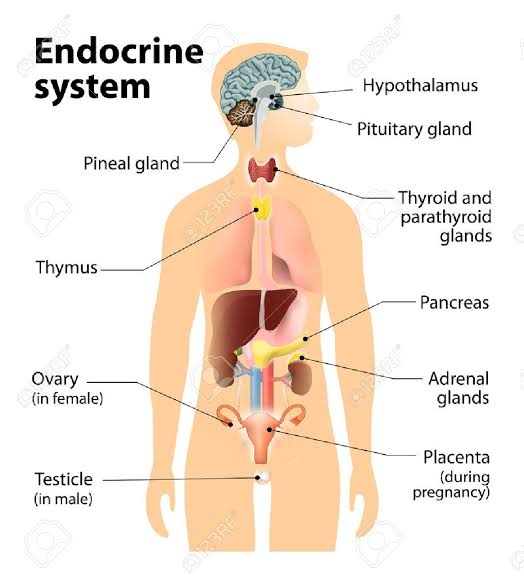 Endocrine
system
Hypothalamus
Pituitary gland
Pineal gland
Thyroid and
parathyroid
glands
Thymus
Pancreas
Ovary
(in female)
Adrenal
glands
Placenta
(during
pregnancy)
Testicle
(in male)
123RF